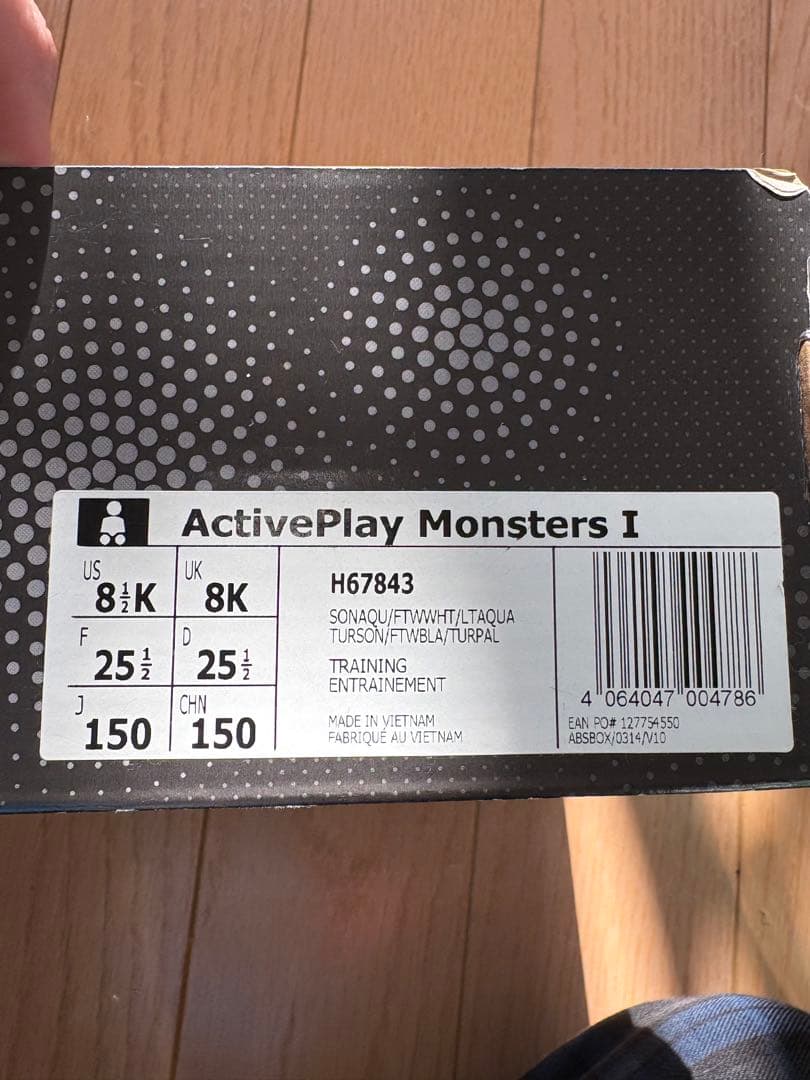 ActivePlay Monsters I
US 8½K
UK 8K
F 25½
D 25½
J 150
CHN 150
H67843
SONAQU/FTWWHT/LTAQUA
TURSON/FTWBLA/TURPAL
TRAINING
ENTRAINEMENT
MADE IN VIETNAM
FABRIQUÉ AU VIETNAM
4 064047 004786
EAN PO# 127754550
ABSBOX/0314/V10